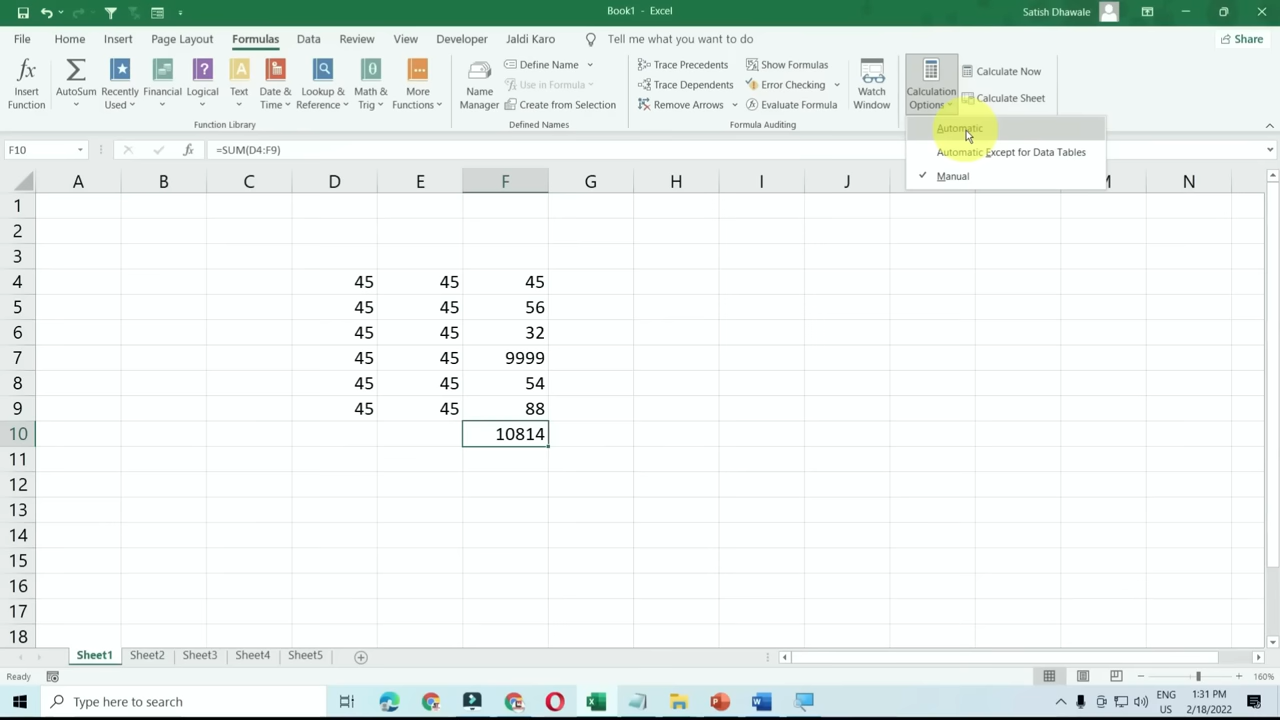 Book1 - Excel
Satish Dhawale
File Home Insert Page Layout Formulas Data Review View Developer Jaldi Karo Tell me what you want to do Share
Insert Function
AutoSum
Recently Used
Financial
Logical
Text
Date & Time
Lookup & Reference
Math & Trig
More Functions
Function Library
Name Manager
Define Name
Use in Formula
Create from Selection
Defined Names
Trace Precedents
Trace Dependents
Remove Arrows
Show Formulas
Error Checking
Evaluate Formula
Formula Auditing
Watch Window
Calculation Options
Calculate Now
Calculate Sheet
Automatic
Automatic Except for Data Tables
Manual
F10 fx =SUM(D4:F9)
A B C D E F G H I J M N
1
2
3
4 45 45 45
5 45 45 56
6 45 45 32
7 45 45 9999
8 45 45 54
9 45 45 88
10 10814
11
12
13
14
15
16
17
18
Sheet1 Sheet2 Sheet3 Sheet4 Sheet5
Ready 160%
Type here to search
ENG US
1:31 PM
2/18/2022